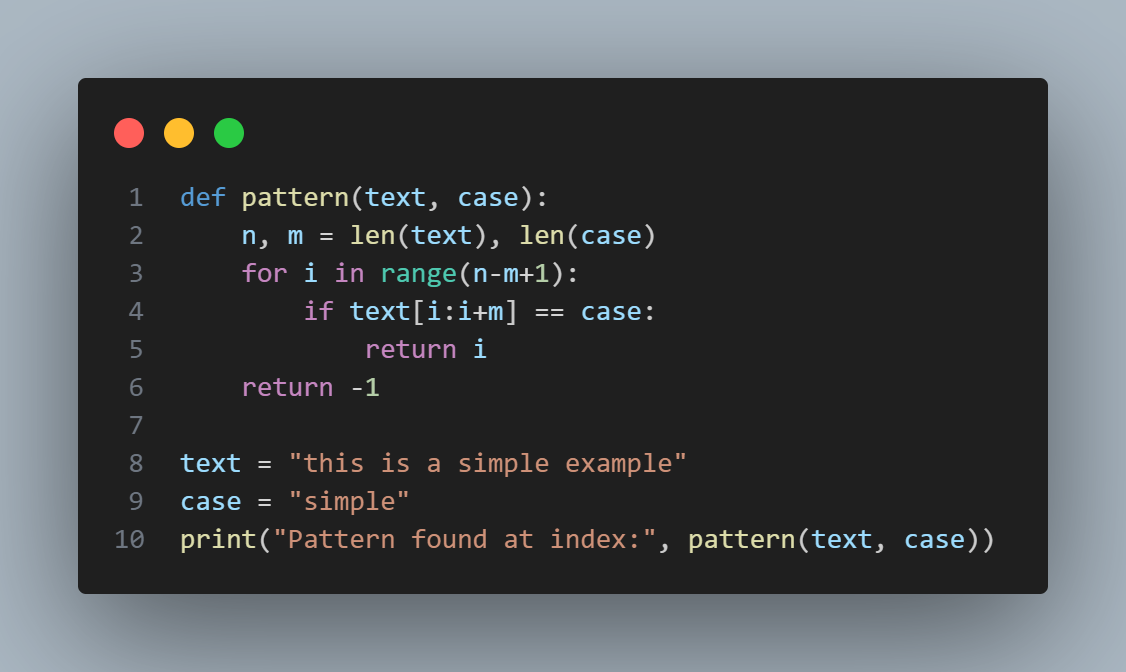 1 def pattern(text, case):
2     n, m = len(text), len(case)
3     for i in range(n-m+1):
4         if text[i:i+m] == case:
5             return i
6     return -1
7
8 text = "this is a simple example"
9 case = "simple"
10 print("Pattern found at index:", pattern(text, case))